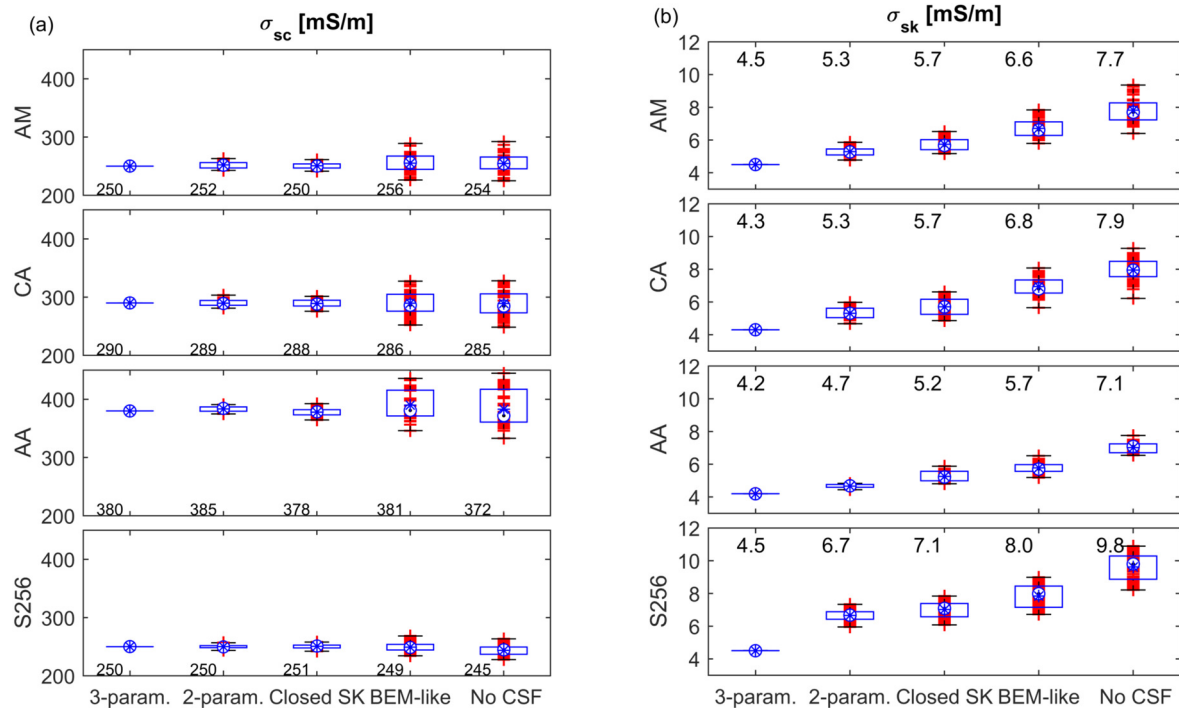 (a)
σsc [mS/m]
450
300
200
AM
250 252 250 256 254
400
300
200
CA
290 289 288 286 285
400
300
200
AA
380 385 378 381 372
400
300
200
S256
250 250 251 249 245
3-param. 2-param. Closed SK BEM-like No CSF
(b)
σsk [mS/m]
12
10
8
6
4
AM
4.5 5.3 5.7 6.6 7.7
12
10
8
6
4
CA
4.3 5.3 5.7 6.8 7.9
12
10
8
6
4
AA
4.2 4.7 5.2 5.7 7.1
12
10
8
6
4
S256
4.5 6.7 7.1 8.0 9.8
3-param. 2-param. Closed SK BEM-like No CSF